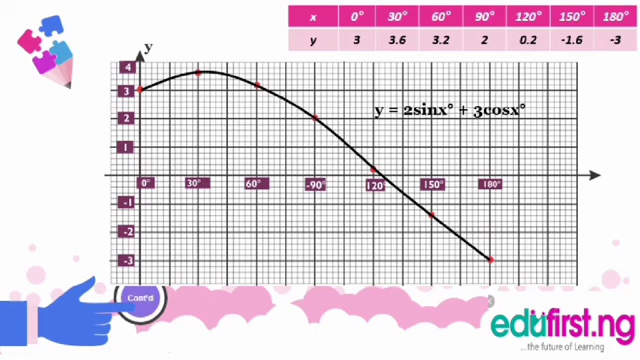 x 0° 30° 60° 90° 120° 150° 180°
y 3 3.6 3.2 2 0.2 -1.6 -3
y
4
3
y = 2sinx° + 3cosx°
2
1
0° 30° 60° -90° 120 150° 180°
-1
-2
-3
Cont'd
edufirst.ng
...the future of Learning